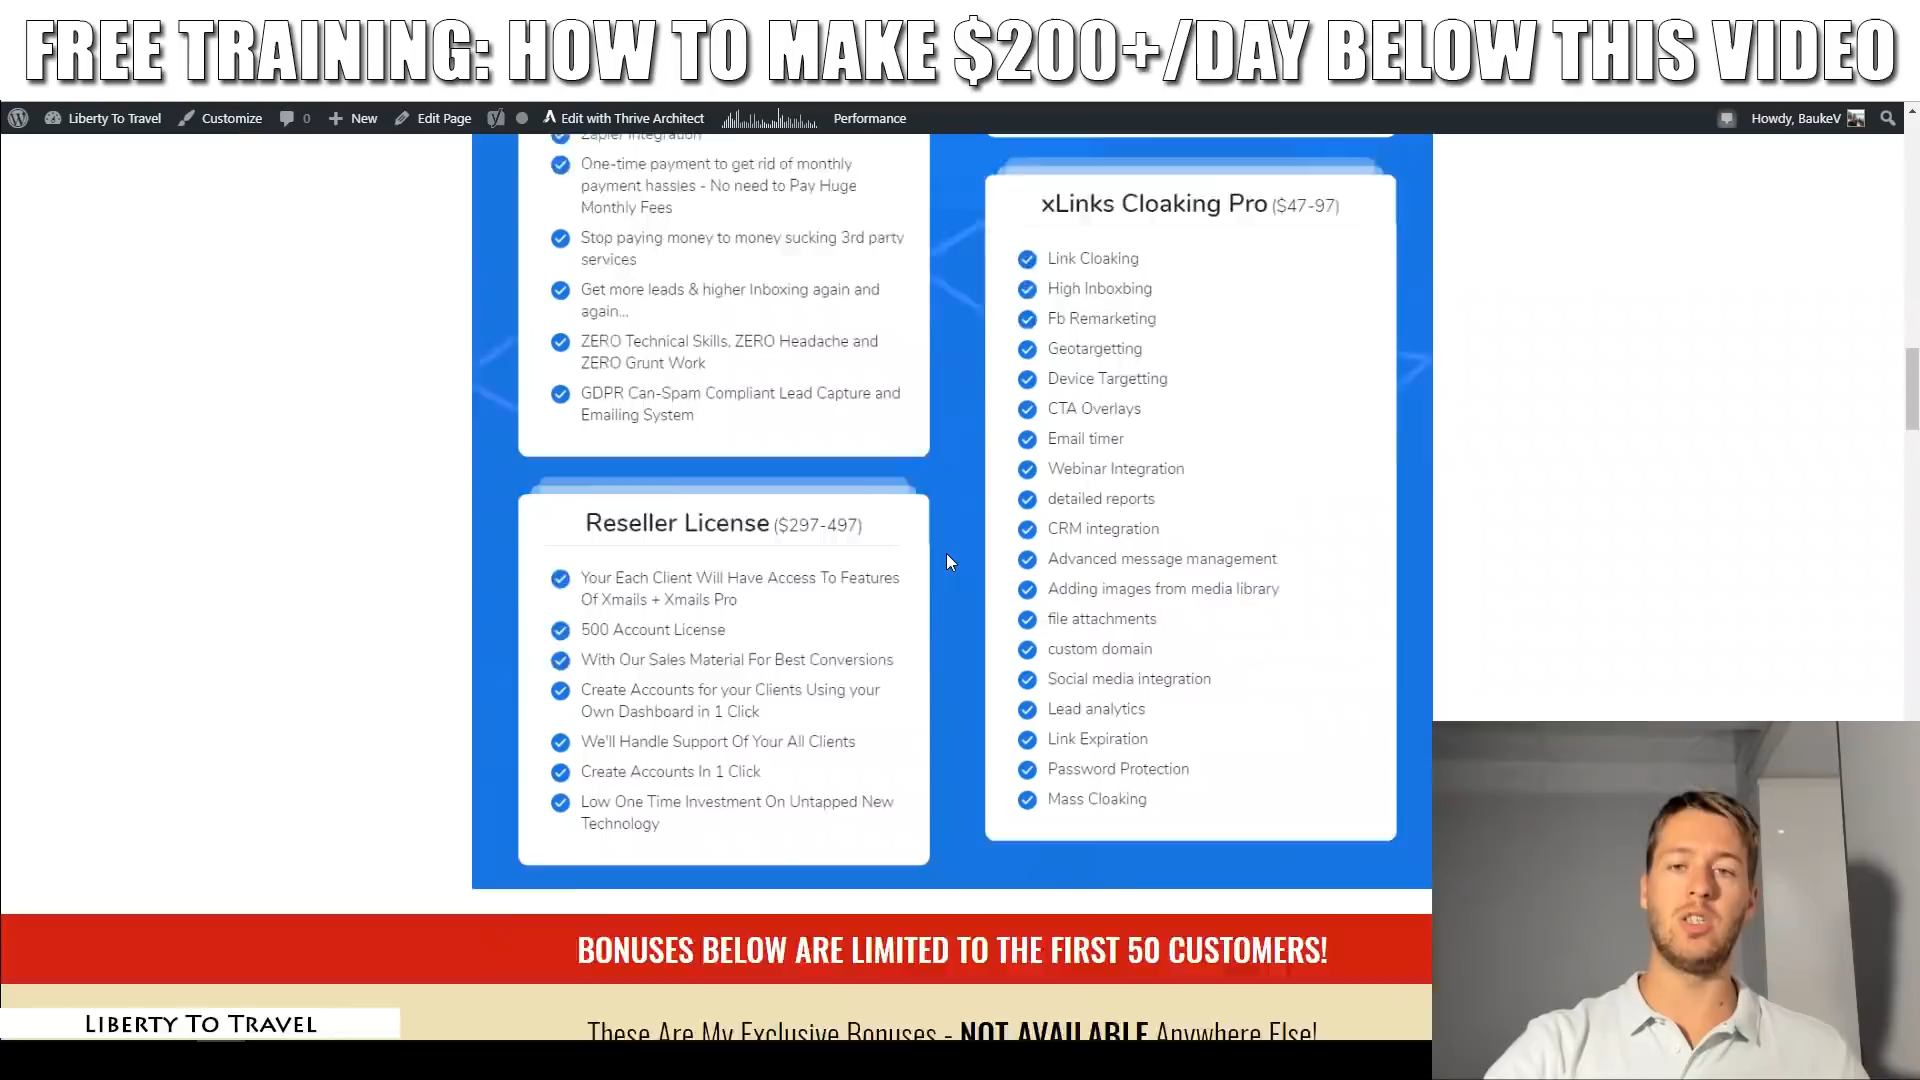 FREE TRAINING: HOW TO MAKE $200+/DAY BELOW THIS VIDEO
Liberty To Travel
Customize
0
New
Edit Page
Edit with Thrive Architect
Performance
Howdy, BaukeV
Zapier Integration
One-time payment to get rid of monthly
payment hassles - No need to Pay Huge
Monthly Fees
Stop paying money to money sucking 3rd party
services
Get more leads & higher Inboxing again and
again...
ZERO Technical Skills, ZERO Headache and
ZERO Grunt Work
GDPR Can-Spam Compliant Lead Capture and
Emailing System
Reseller License ($297-497)
Your Each Client Will Have Access To Features
Of Xmails + Xmails Pro
500 Account License
With Our Sales Material For Best Conversions
Create Accounts for your Clients Using your
Own Dashboard in 1 Click
We'll Handle Support Of Your All Clients
Create Accounts In 1 Click
Low One Time Investment On Untapped New
Technology
xLinks Cloaking Pro ($47-97)
Link Cloaking
High Inboxbing
Fb Remarketing
Geotargetting
Device Targetting
CTA Overlays
Email timer
Webinar Integration
detailed reports
CRM integration
Advanced message management
Adding images from media library
file attachments
custom domain
Social media integration
Lead analytics
Link Expiration
Password Protection
Mass Cloaking
BONUSES BELOW ARE LIMITED TO THE FIRST 50 CUSTOMERS!
These Are My Exclusive Bonuses - NOT AVAILABLE Anywhere Else!
LIBERTY TO TRAVEL